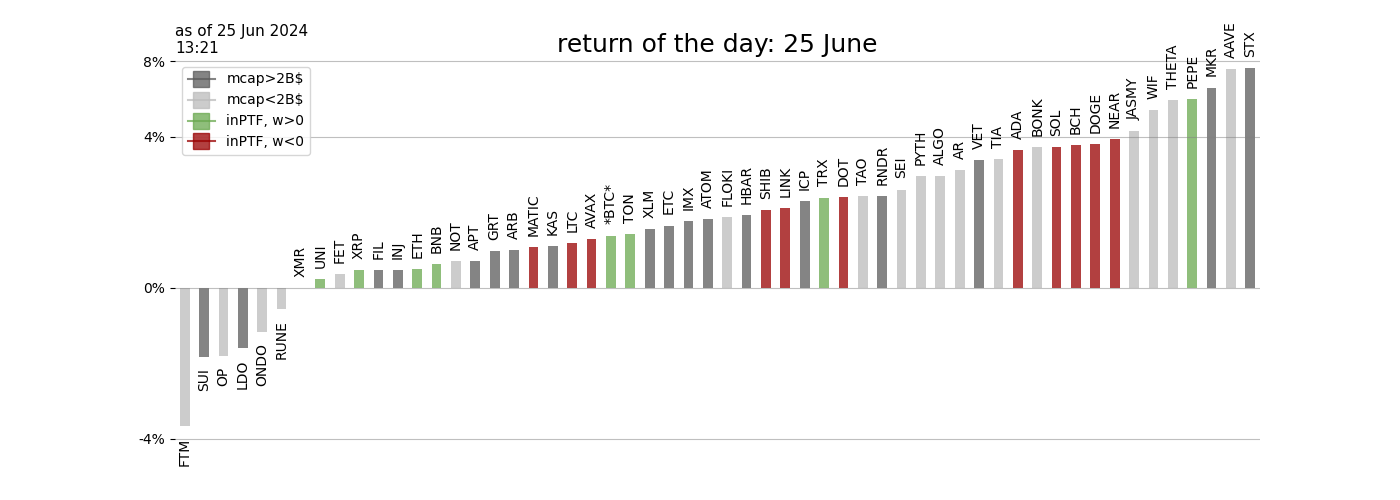 as of 25 Jun 2024
13:21
return of the day: 25 June
8%
4%
0%
-4%
mcap>2B$
mcap<2B$
inPTF, w>0
inPTF, w<0
FTM
SUI
OP
LDO
ONDO
RUNE
XMR
UNI
FET
XRP
FIL
INJ
ETH
BNB
NOT
APT
GRT
ARB
MATIC
KAS
LTC
AVAX
*BTC*
TON
XLM
ETC
IMX
ATOM
FLOKI
HBAR
SHIB
LINK
ICP
TRX
DOT
TAO
RNDR
SEI
PYTH
ALGO
AR
VET
TIA
ADA
BONK
SOL
BCH
DOGE
NEAR
JASMY
WIF
THETA
PEPE
MKR
AAVE
STX